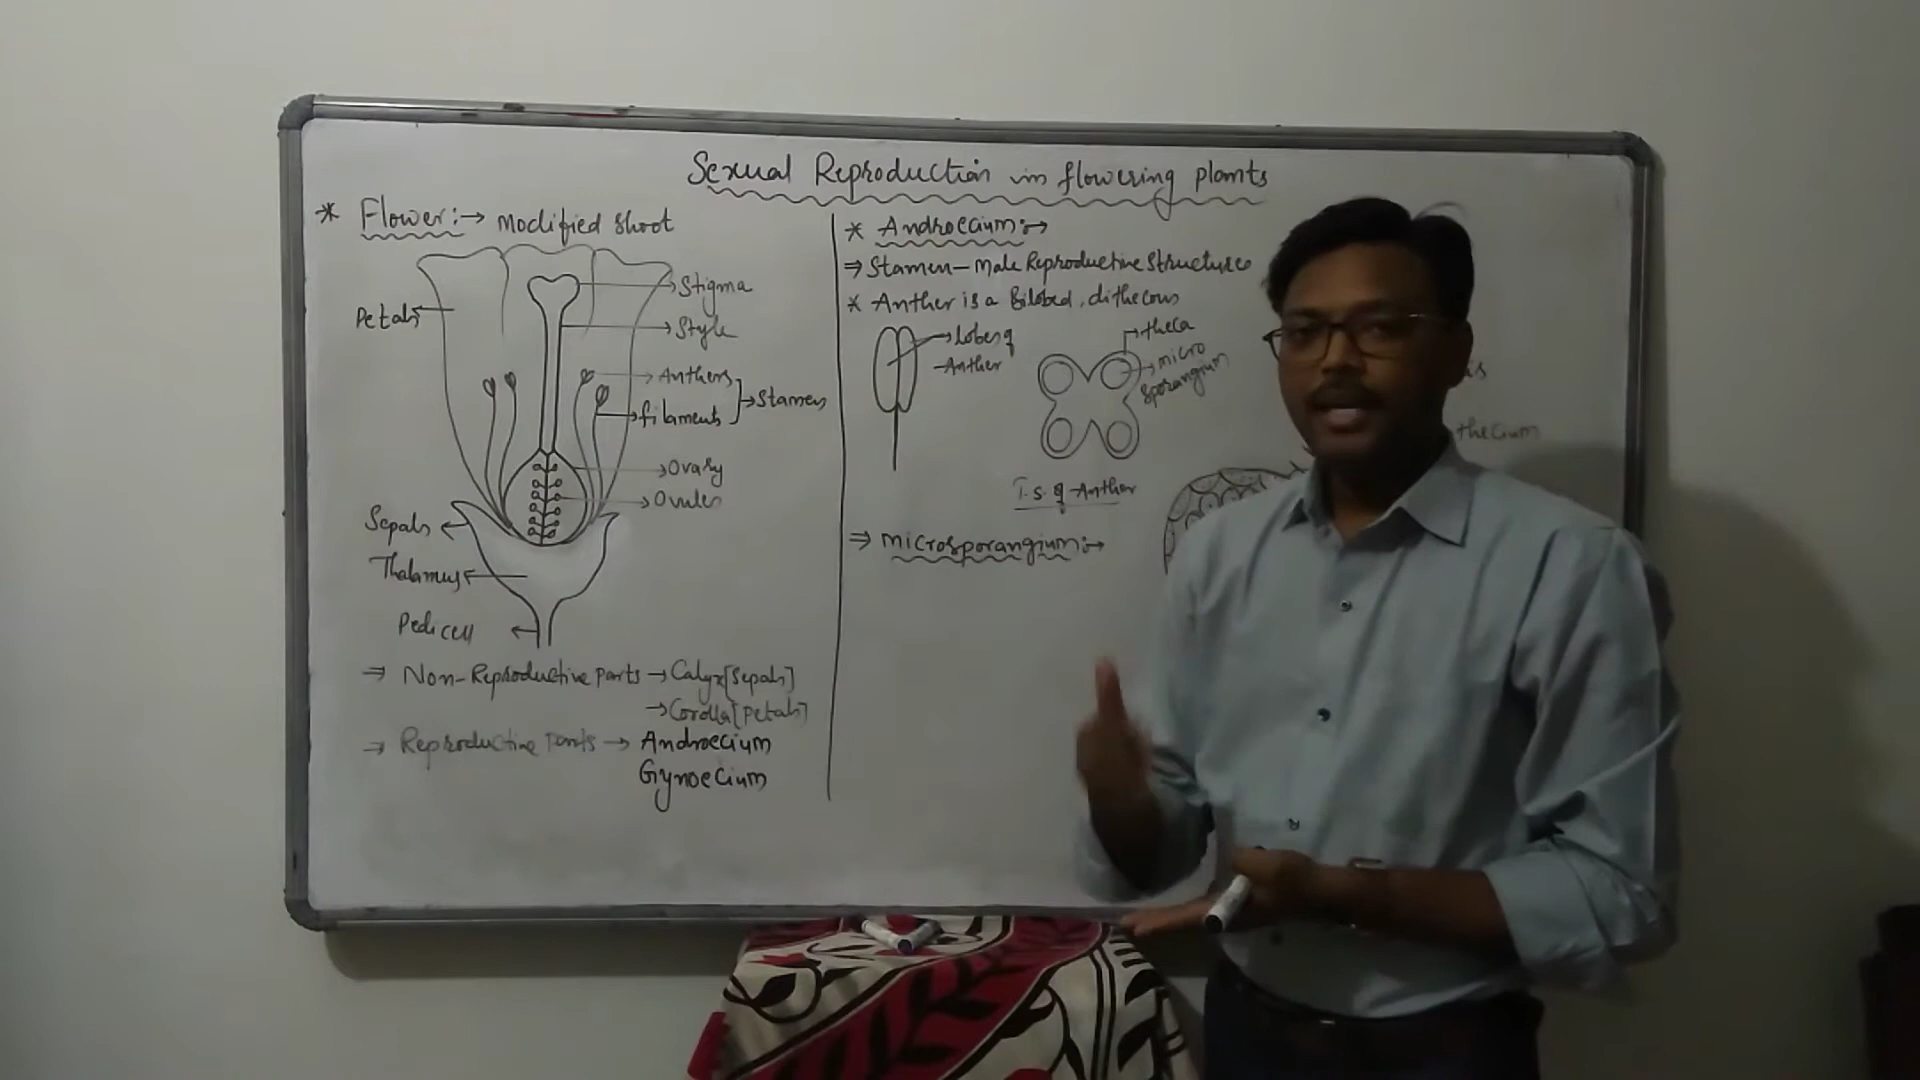 Sexual Reproduction in flowering plants
* Flower:→ Modified shoot
Petals
Stigma
Style
Anthers
filaments
Stamens
Ovary
Ovules
Sepals
Thalamus
Pedicell
⇒ Non-Reproductive parts → Calyx[Sepals]
→ Corolla[Petals]
⇒ Reproductive Parts → Androecium
Gynoecium
* Androecium:→
⇒ Stamen - Male Reproductive Structures
* Anther is a Bilobed, dithecous
lobes of
-Anther
theca
micro
sporangium
T.S. of Anther
⇒ microsporangium:→
thecium